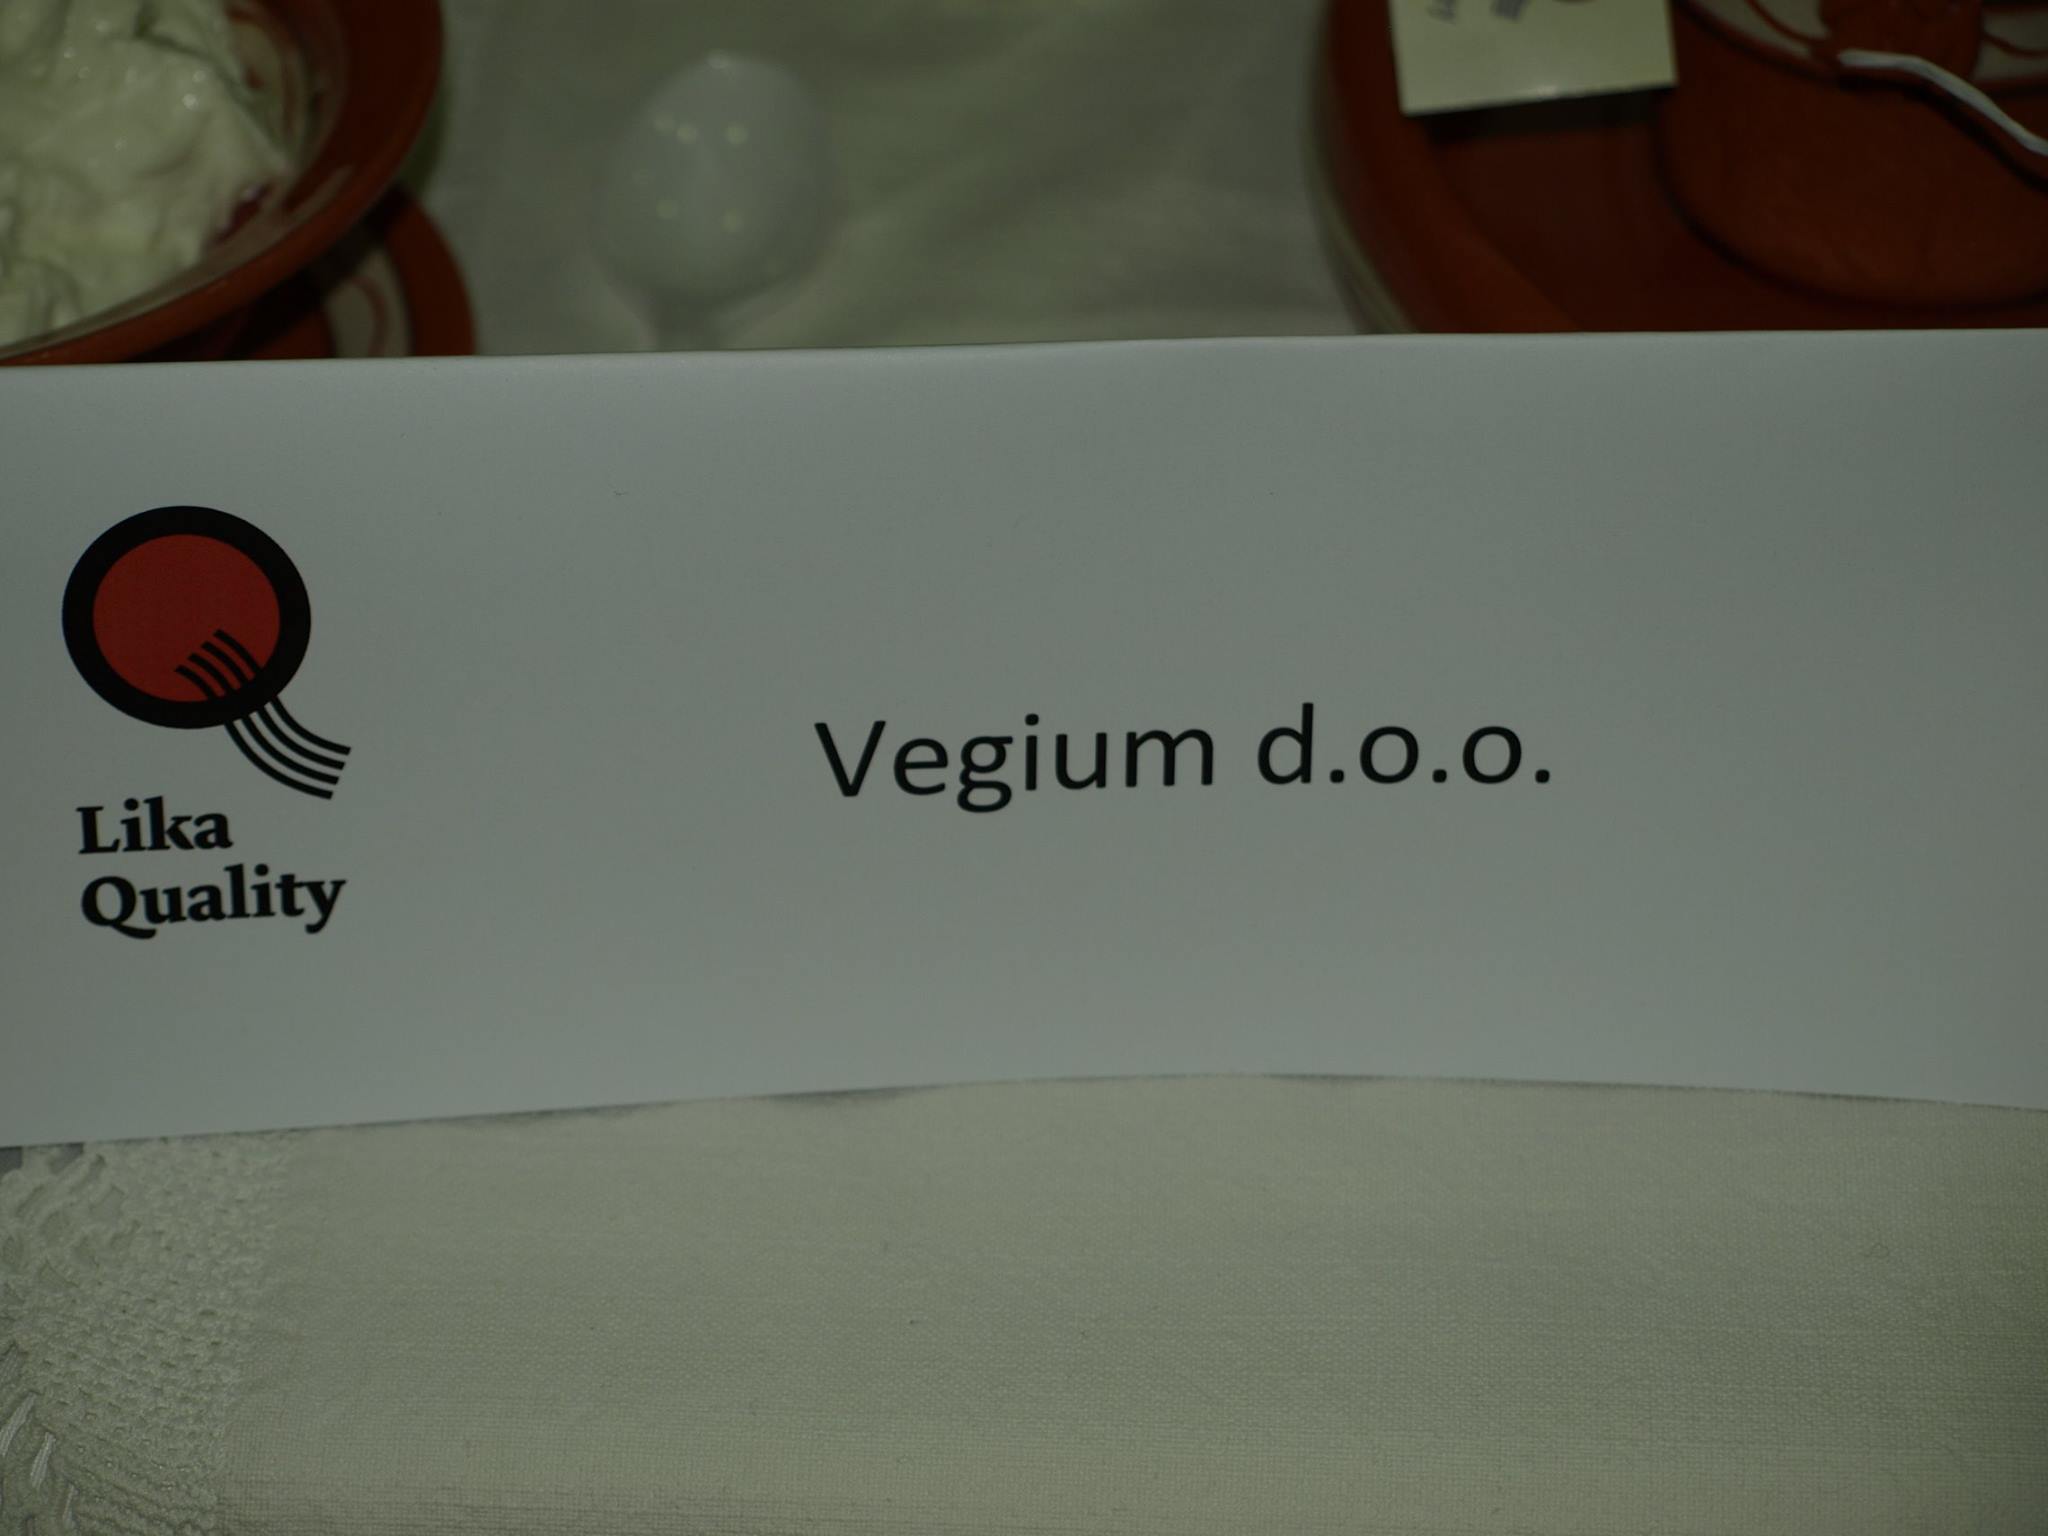 Lika
Quality
Vegium d.o.o.